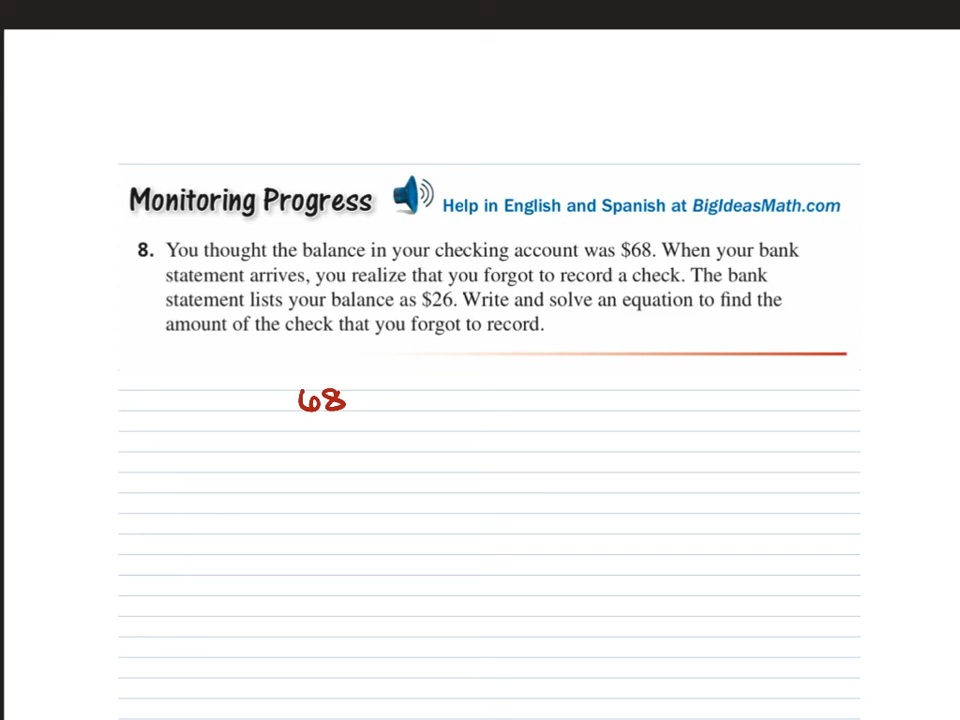 Monitoring Progress Help in English and Spanish at BigIdeasMath.com
8. You thought the balance in your checking account was $68. When your bank
statement arrives, you realize that you forgot to record a check. The bank
statement lists your balance as $26. Write and solve an equation to find the
amount of the check that you forgot to record.
68